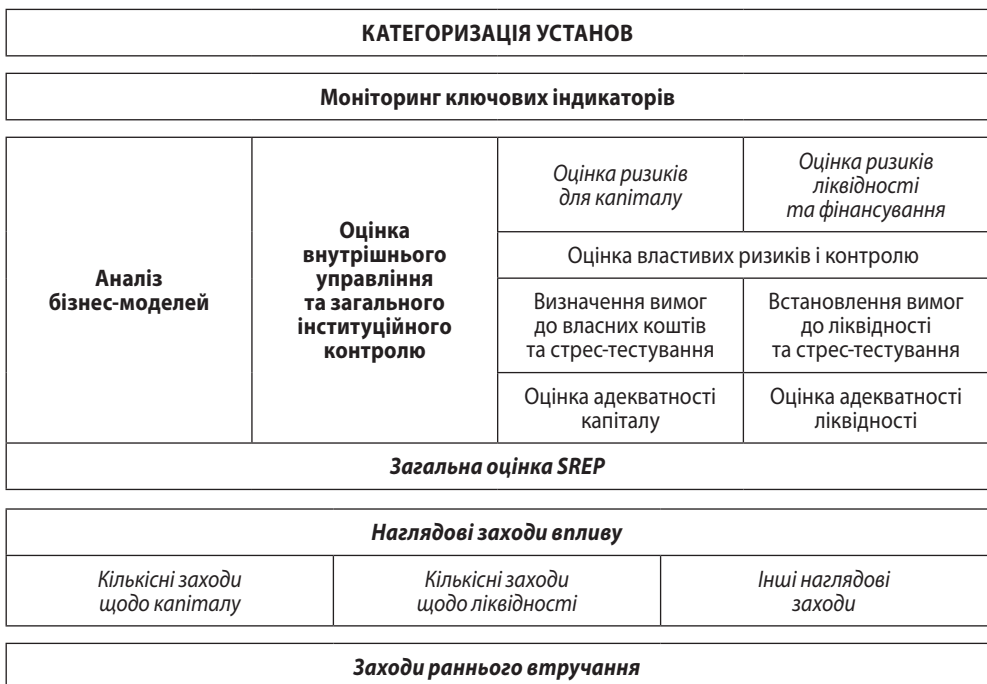 КАТЕГОРИЗАЦІЯ УСТАНОВ
Моніторинг ключових індикаторів
Аналіз
бізнес-моделей
Оцінка
внутрішнього
управління
та загального
інституційного
контролю
Оцінка ризиків
для капіталу
Оцінка ризиків
ліквідності
та фінансування
Оцінка властивих ризиків і контролю
Визначення вимог
до власних коштів
та стрес-тестування
Встановлення вимог
до ліквідності
та стрес-тестування
Оцінка адекватності
капіталу
Оцінка адекватності
ліквідності
Загальна оцінка SREP
Наглядові заходи впливу
Кількісні заходи
щодо капіталу
Кількісні заходи
щодо ліквідності
Інші наглядові
заходи
Заходи раннього втручання